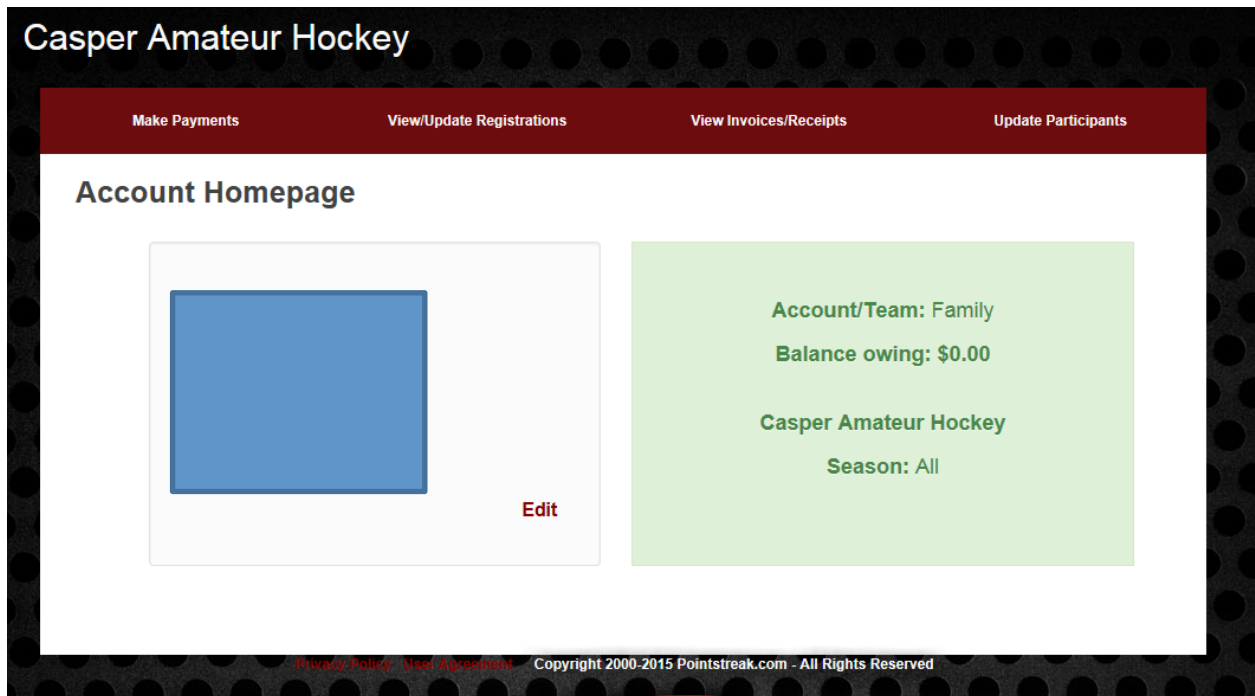 Casper Amateur Hockey
Make Payments View/Update Registrations View Invoices/Receipts Update Participants
Account Homepage
Account/Team: Family
Balance owing: $0.00
Casper Amateur Hockey
Season: All
Edit
Privacy Policy User Agreement Copyright 2000-2015 Pointstreak.com - All Rights Reserved